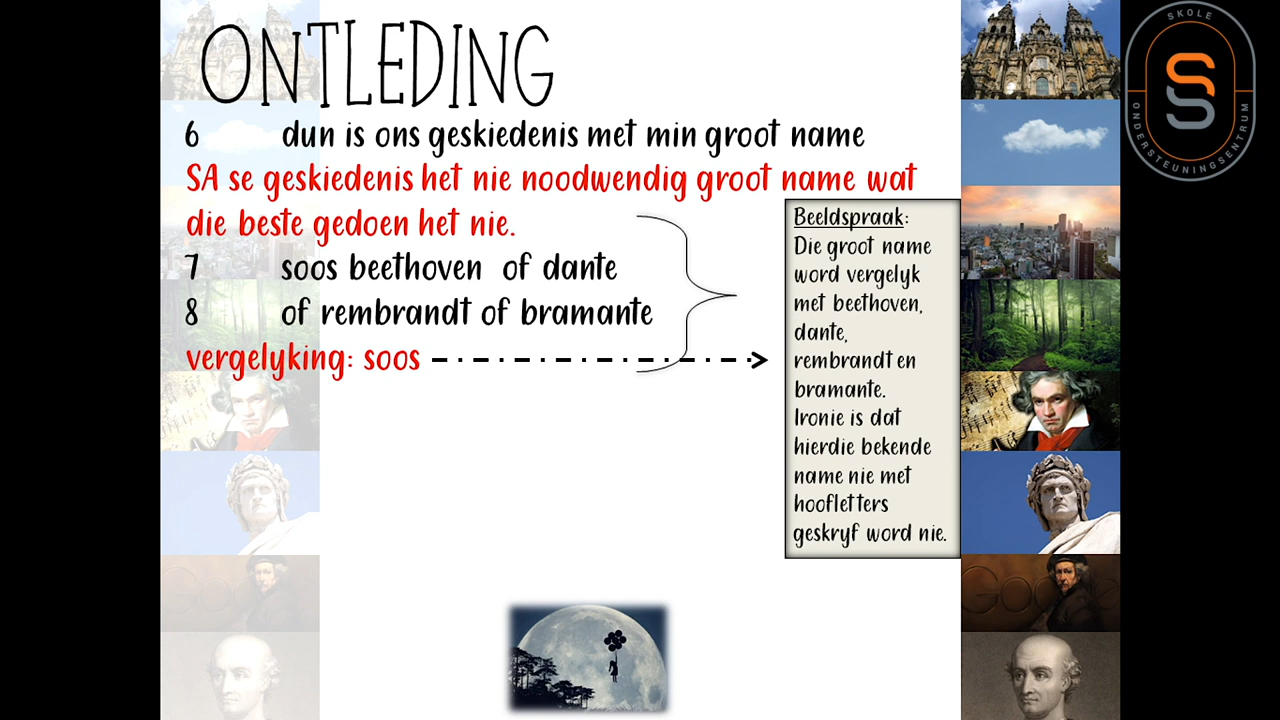 ONTLEDING
6 dun is ons geskiedenis met min groot name
SA se geskiedenis het nie noodwendig groot name wat
die beste gedoen het nie.
7 soos beethoven of dante
8 of rembrandt of bramante
vergelyking: soos
Beeldspraak:
Die groot name
word vergelyk
met beethoven,
dante,
rembrandt en
bramante.
Ironie is dat
hierdie bekende
name nie met
hoofletters
geskryf word nie.
SKOLE
SS
ONDERSTEUNINGSENTRUM